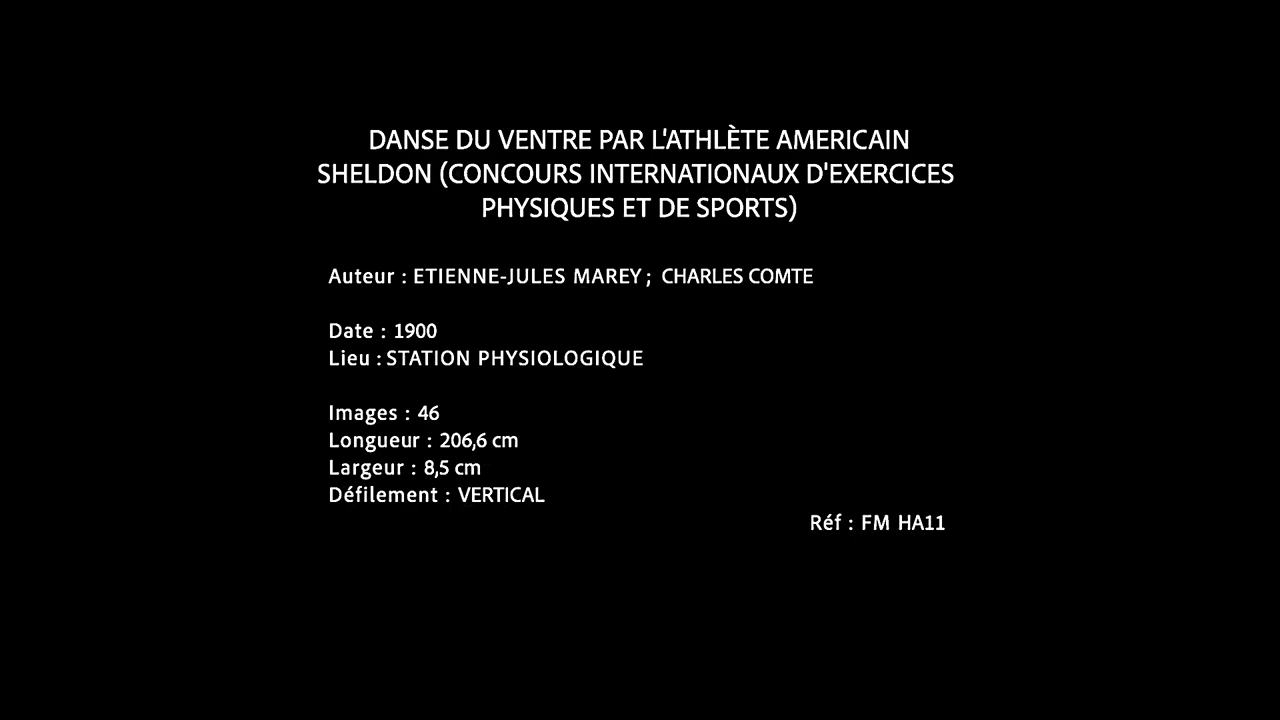 DANSE DU VENTRE PAR L'ATHLÈTE AMERICAIN
SHELDON (CONCOURS INTERNATIONAUX D'EXERCICES
PHYSIQUES ET DE SPORTS)
Auteur : ETIENNE-JULES MAREY ; CHARLES COMTE
Date : 1900
Lieu : STATION PHYSIOLOGIQUE
Images : 46
Longueur : 206,6 cm
Largeur : 8,5 cm
Défilement : VERTICAL
Réf : FM HA11